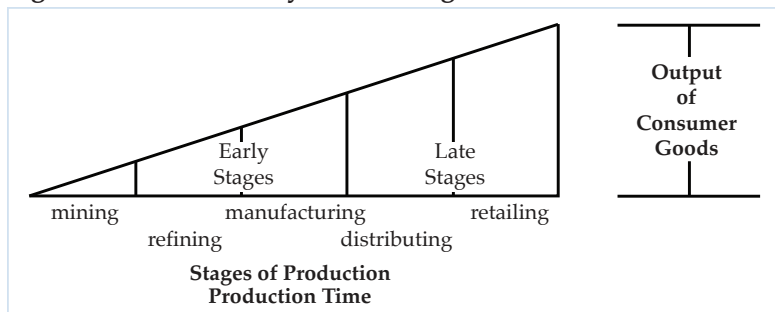 Output
of
Consumer
Goods
Early
Stages
Late
Stages
mining
manufacturing
retailing
refining
distributing
Stages of Production
Production Time